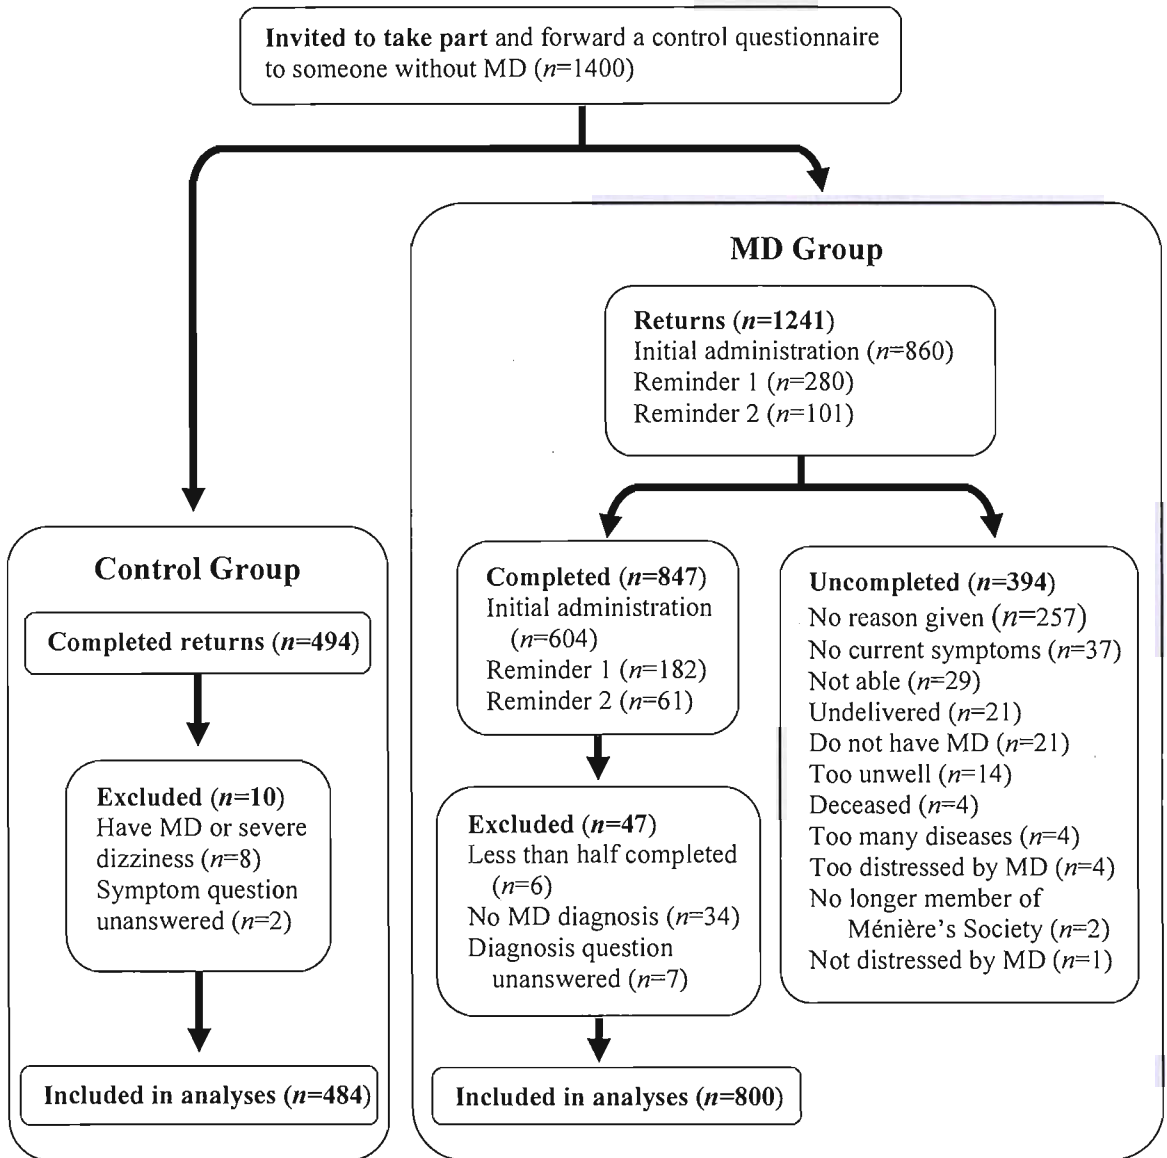 Invited to take part and forward a control questionnaire
to someone without MD (n=1400)
MD Group
Returns (n=1241)
Initial administration (n=860)
Reminder 1 (n=280)
Reminder 2 (n=101)
Control Group
Completed returns (n=494)
Excluded (n=10)
Have MD or severe
dizziness (n=8)
Symptom question
unanswered (n=2)
Included in analyses (n=484)
Completed (n=847)
Initial administration
(n=604)
Reminder 1 (n=182)
Reminder 2 (n=61)
Excluded (n=47)
Less than half completed
(n=6)
No MD diagnosis (n=34)
Diagnosis question
unanswered (n=7)
Included in analyses (n=800)
Uncompleted (n=394)
No reason given (n=257)
No current symptoms (n=37)
Not able (n=29)
Undelivered (n=21)
Do not have MD (n=21)
Too unwell (n=14)
Deceased (n=4)
Too many diseases (n=4)
Too distressed by MD (n=4)
No longer member of
Ménière's Society (n=2)
Not distressed by MD (n=1)